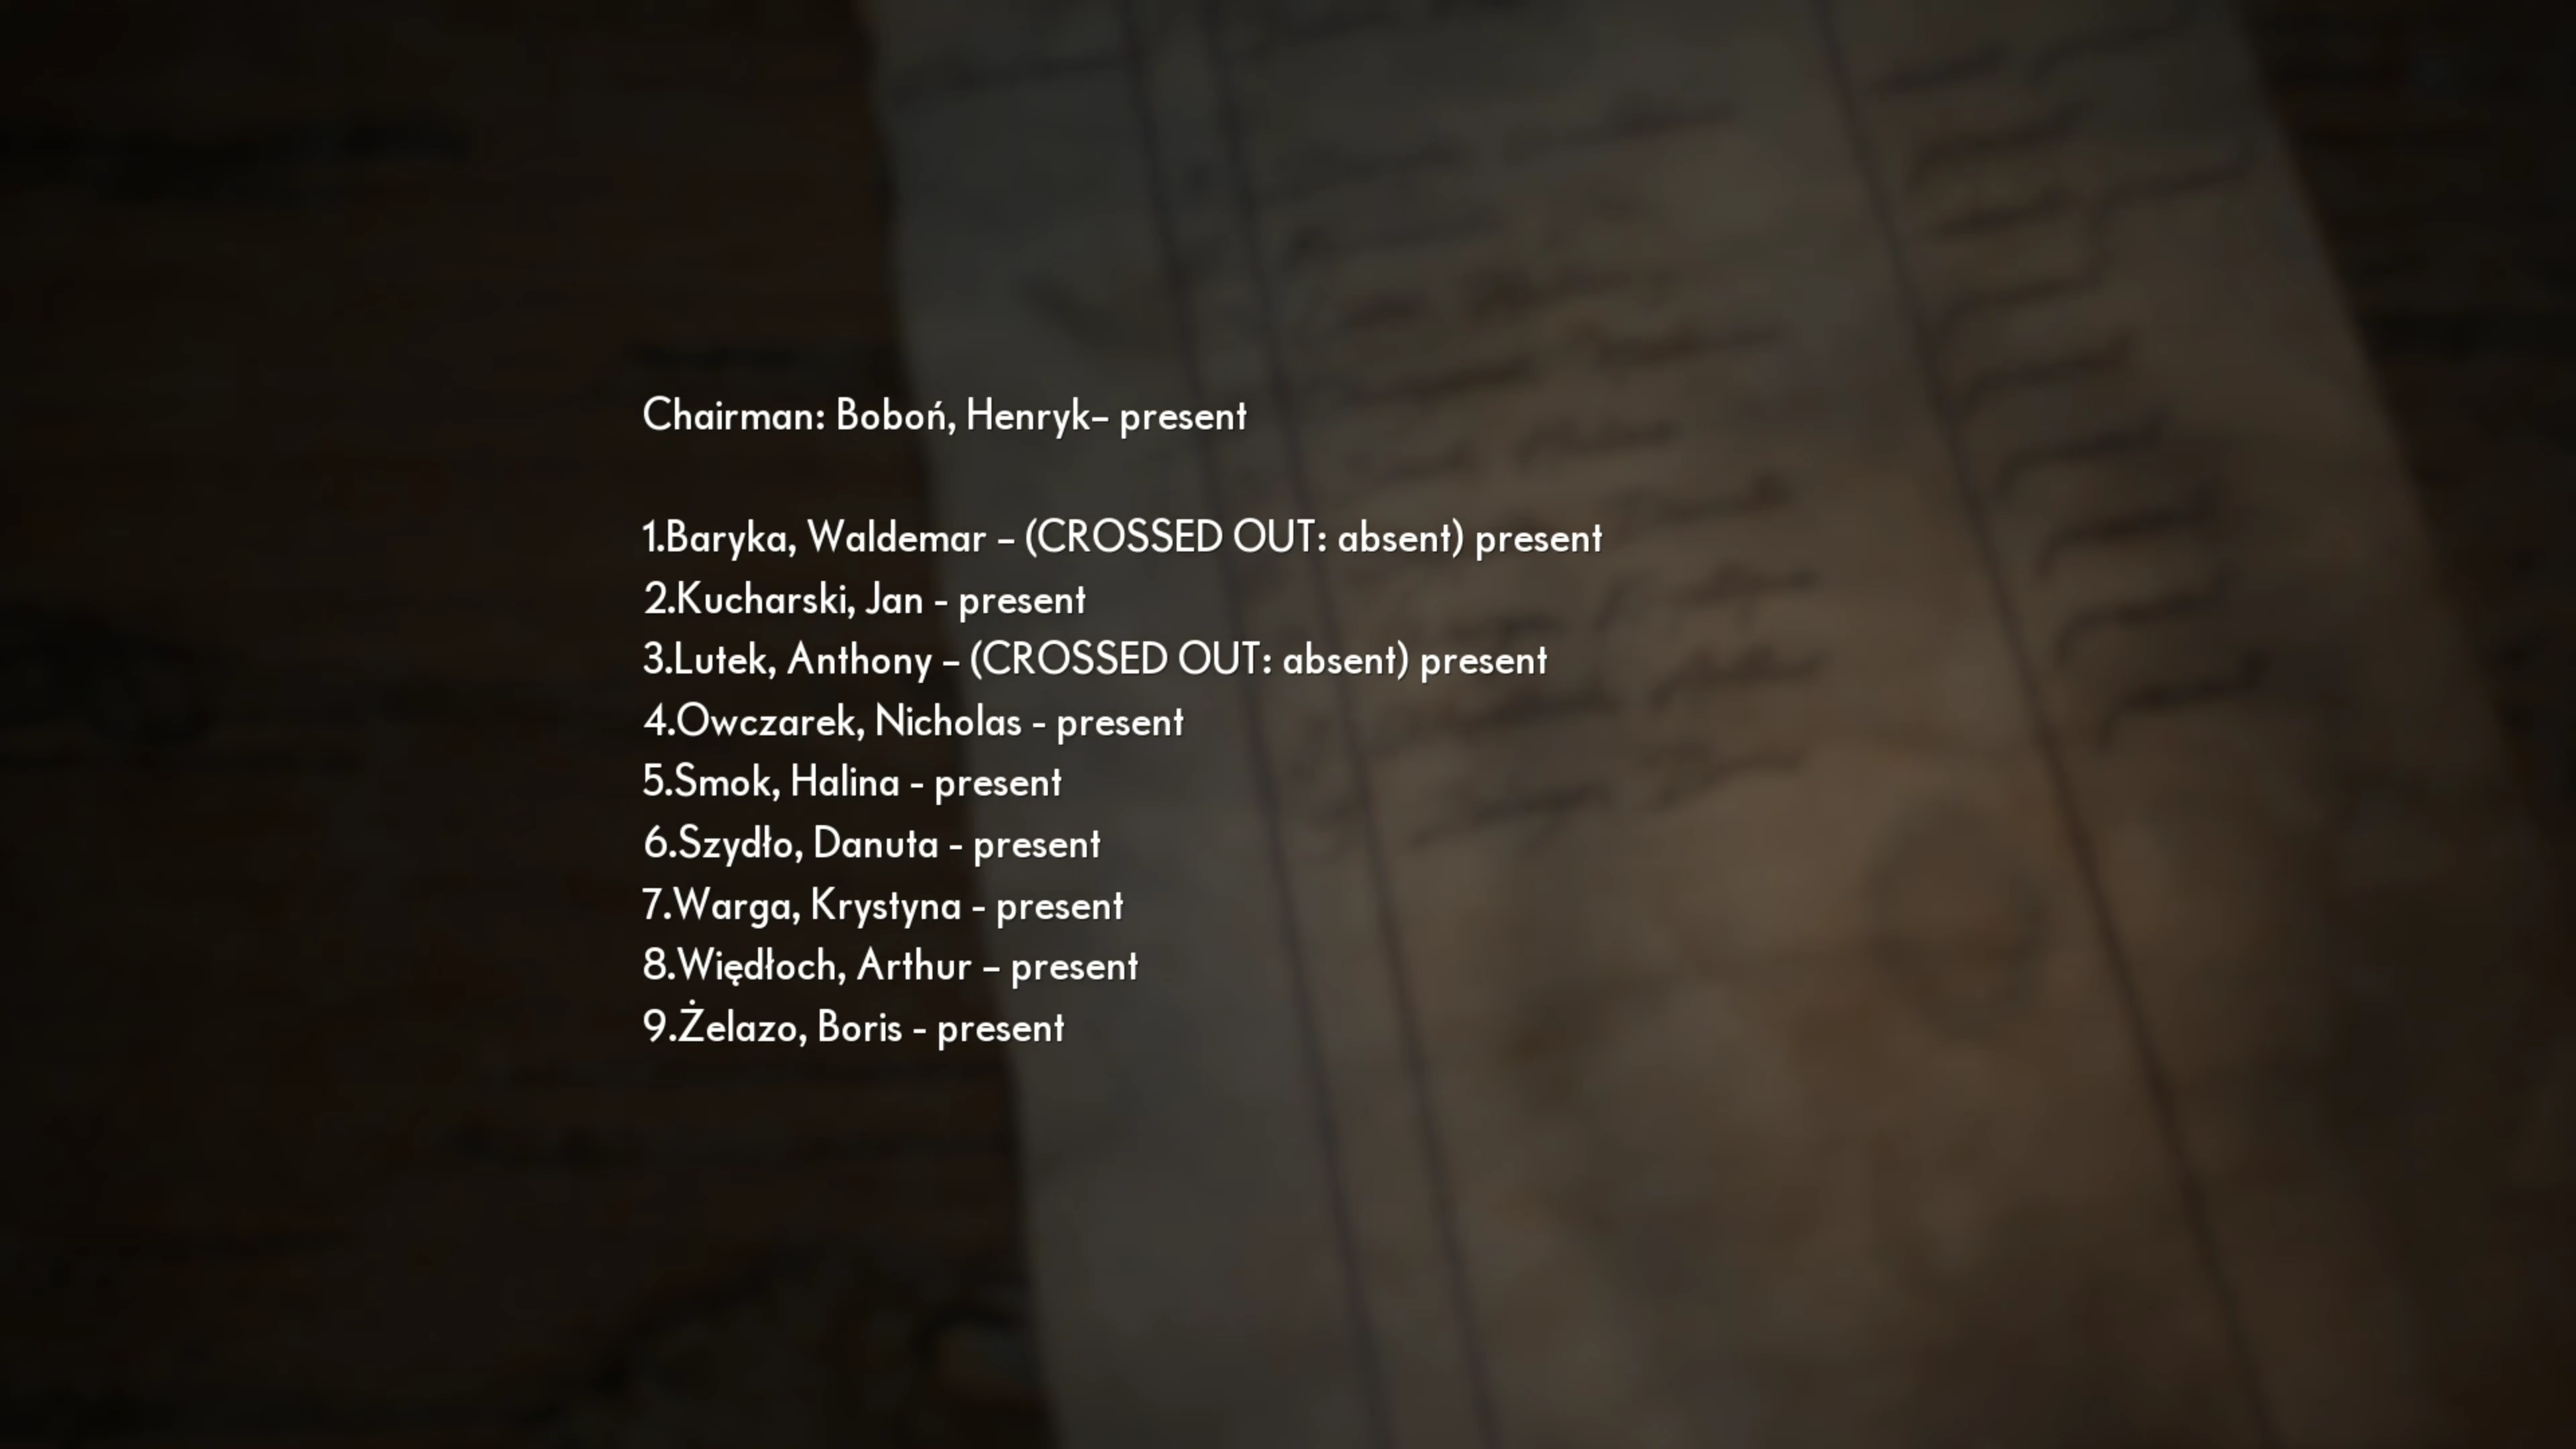 Chairman: Boboń, Henryk– present
1.Baryka, Waldemar – (CROSSED OUT: absent) present
2.Kucharski, Jan - present
3.Lutek, Anthony – (CROSSED OUT: absent) present
4.Owczarek, Nicholas - present
5.Smok, Halina - present
6.Szydło, Danuta - present
7.Warga, Krystyna - present
8.Więdłoch, Arthur – present
9.Żelazo, Boris - present